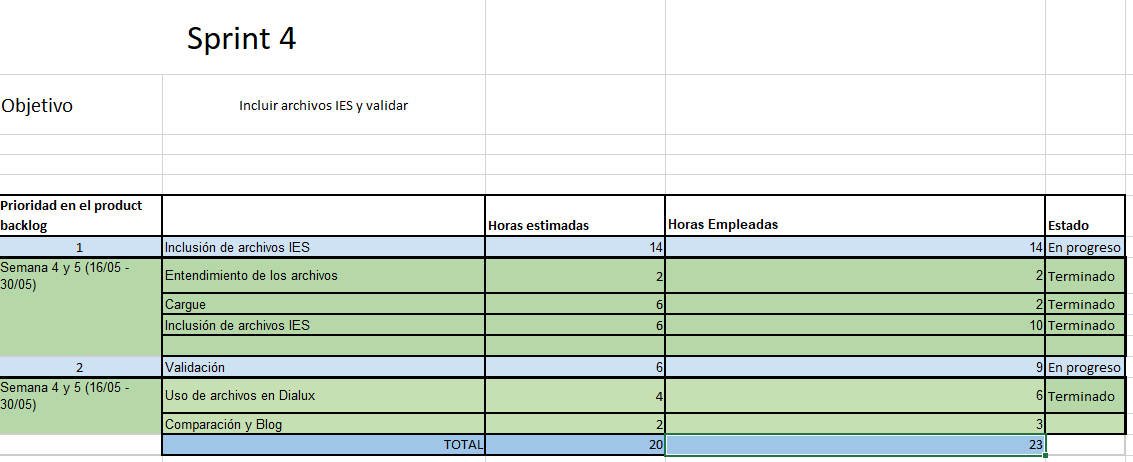 Sprint 4
Objetivo Incluir archivos IES y validar
Prioridad en el product
backlog Horas estimadas Horas Empleadas Estado
1 Inclusión de archivos IES 14 14 En progreso
Semana 4 y 5 (16/05 -
30/05) Entendimiento de los archivos 2 2 Terminado
Cargue 6 2 Terminado
Inclusión de archivos IES 6 10 Terminado
2 Validación 6 9 En progreso
Semana 4 y 5 (16/05 -
30/05) Uso de archivos en Dialux 4 6 Terminado
Comparación y Blog 2 3
TOTAL 20 23